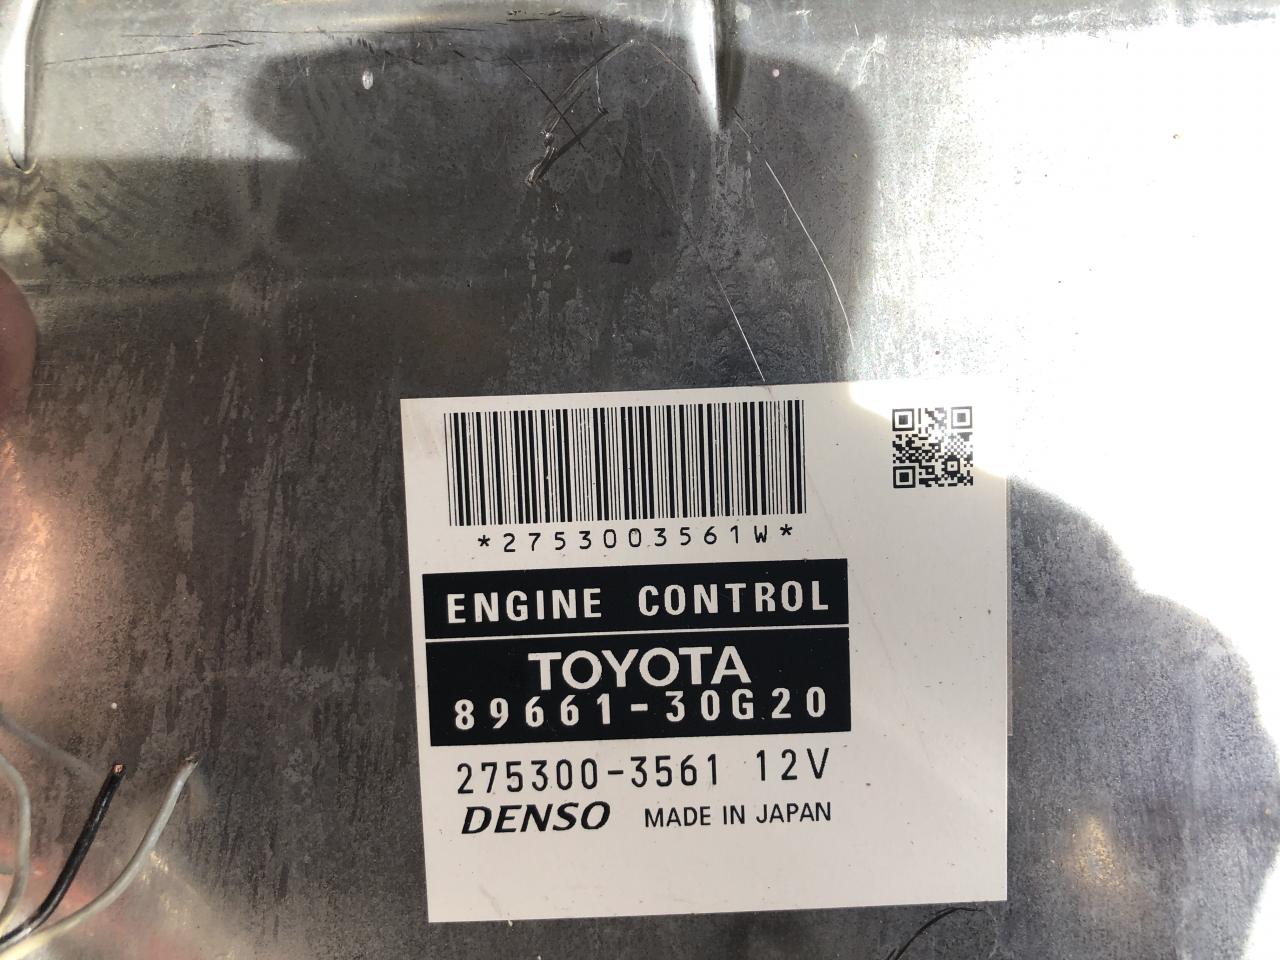 *2753003561W*
ENGINE CONTROL
TOYOTA
89661-30G20
275300-3561 12V
DENSO MADE IN JAPAN